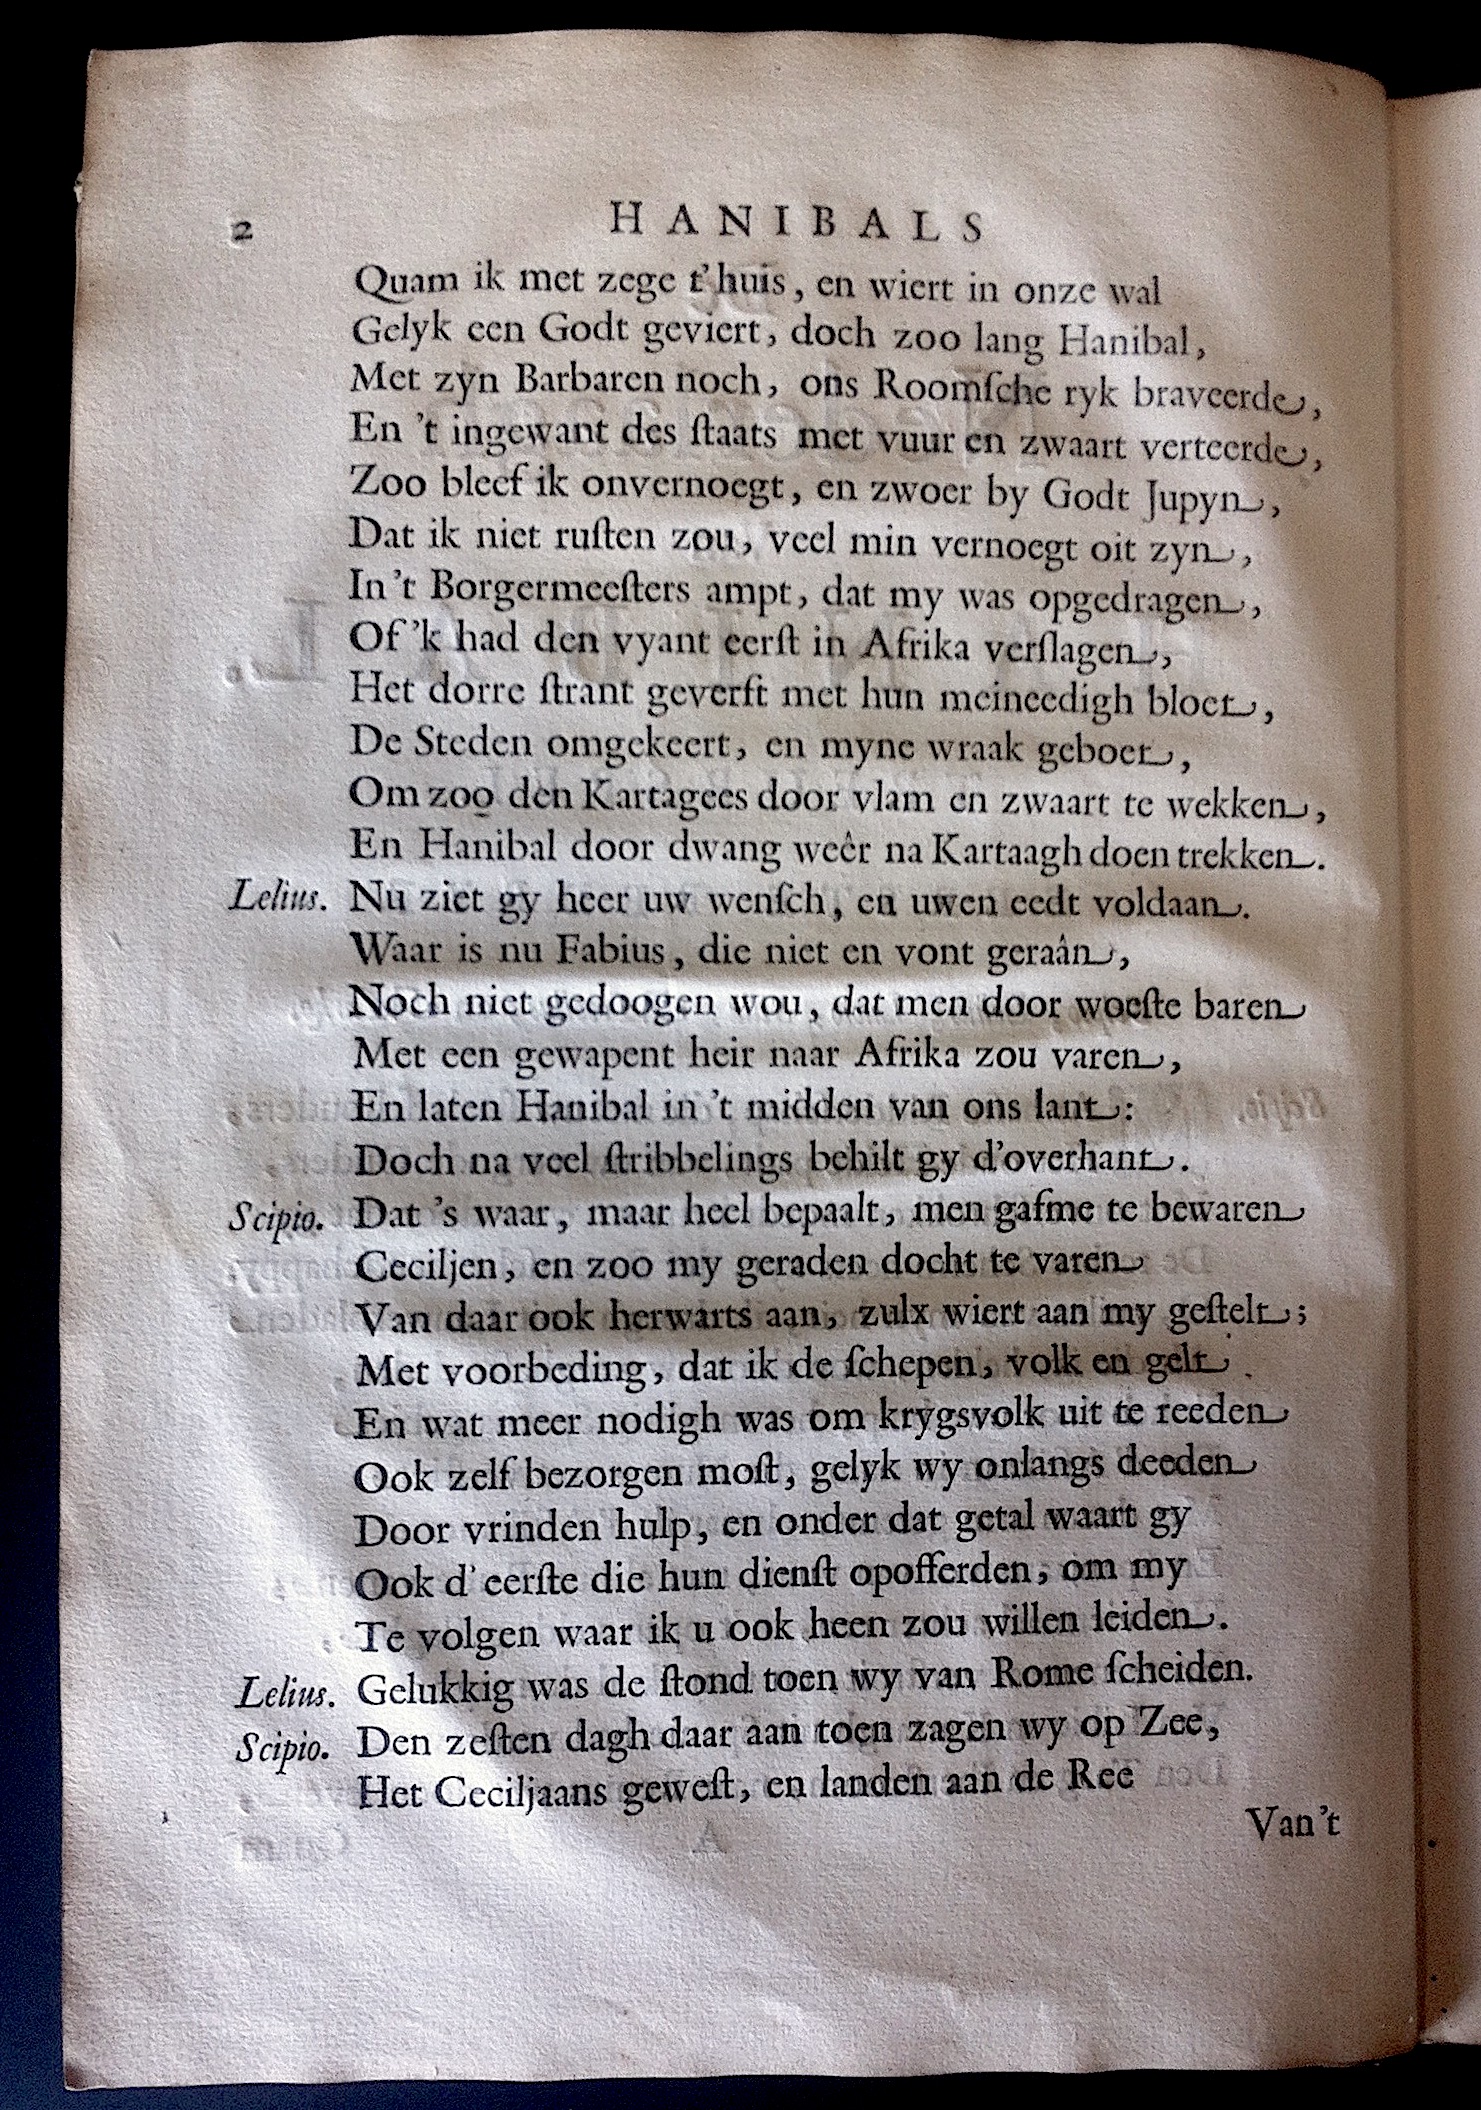 2 HANIBALS
Quam ik met zege t'huis, en wiert in onze wal
Gelyk een Godt geviert, doch zoo lang Hanibal,
Met zyn Barbaren noch, ons Roomſche ryk braveerde,
En 't ingewant des ſtaats met vuur en zwaart verteerde,
Zoo bleef ik onvernoegt, en zwoer by Godt Jupyn,
Dat ik niet ruſten zou, veel min vernoegt oit zyn,
In 't Borgermeeſters ampt, dat my was opgedragen,
Of 'k had den vyant eerſt in Afrika verſlagen,
Het dorre ſtrant geverft met hun meineedigh bloet,
De Steden omgekeert, en myne wraak geboet,
Om zoo den Kartagees door vlam en zwaart te wekken,
En Hanibal door dwang weêr na Kartaagh doen trekken.
Lelius. Nu ziet gy heer uw wenſch, en uwen eedt voldaan.
Waar is nu Fabius, die niet en vont geraân,
Noch niet gedoogen wou, dat men door woeſte baren
Met een gewapent heir naar Afrika zou varen,
En laten Hanibal in 't midden van ons lant:
Doch na veel ſtribbelings behilt gy d'overhant.
Scipio. Dat 's waar, maar heel bepaalt, men gafme te bewaren
Ceciljen, en zoo my geraden docht te varen
Van daar ook herwarts aan, zulx wiert aan my geſtelt;
Met voorbeding, dat ik de ſchepen, volk en gelt
En wat meer nodigh was om krygsvolk uit te reeden
Ook zelf bezorgen moſt, gelyk wy onlangs deeden
Door vrinden hulp, en onder dat getal waart gy
Ook d' eerſte die hun dienſt opofferden, om my
Te volgen waar ik u ook heen zou willen leiden.
Lelius. Gelukkig was de ſtond toen wy van Rome ſcheiden.
Scipio. Den zeſten dagh daar aan toen zagen wy op Zee,
Het Ceciljaans geweſt, en landen aan de Ree
Van't